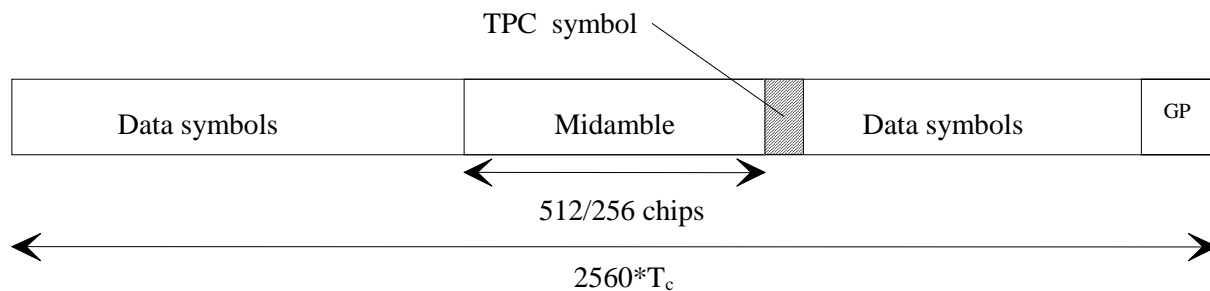 TPC symbol
Data symbols Midamble Data symbols GP
512/256 chips
2560*Tc